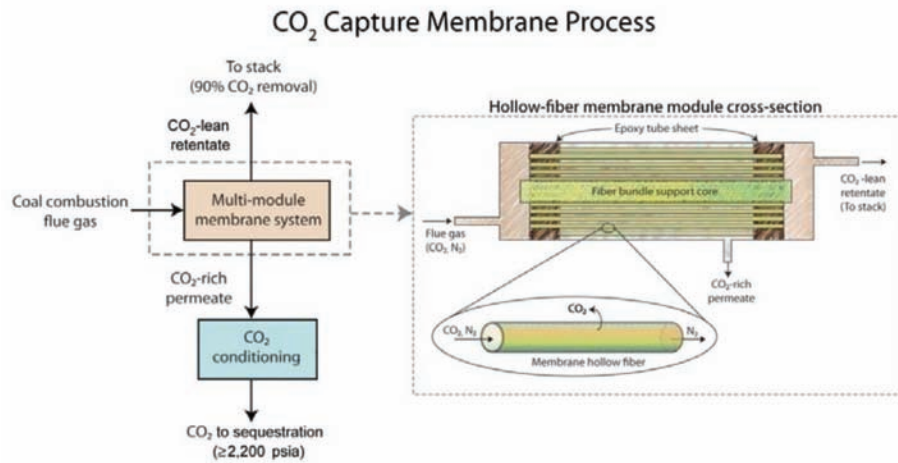 CO₂ Capture Membrane Process
To stack
(90% CO₂ removal)
CO₂-lean
retentate
Coal combustion
flue gas
Multi-module
membrane system
CO₂-rich
permeate
CO₂
conditioning
CO₂ to sequestration
(≥2,200 psia)
Hollow-fiber membrane module cross-section
Epoxy tube sheet
Fiber bundle support core
CO₂ -lean
retentate
(To stack)
Flue gas
(CO₂, N₂)
CO₂-rich
permeate
CO₂
CO₂, N₂
N₂
Membrane hollow fiber